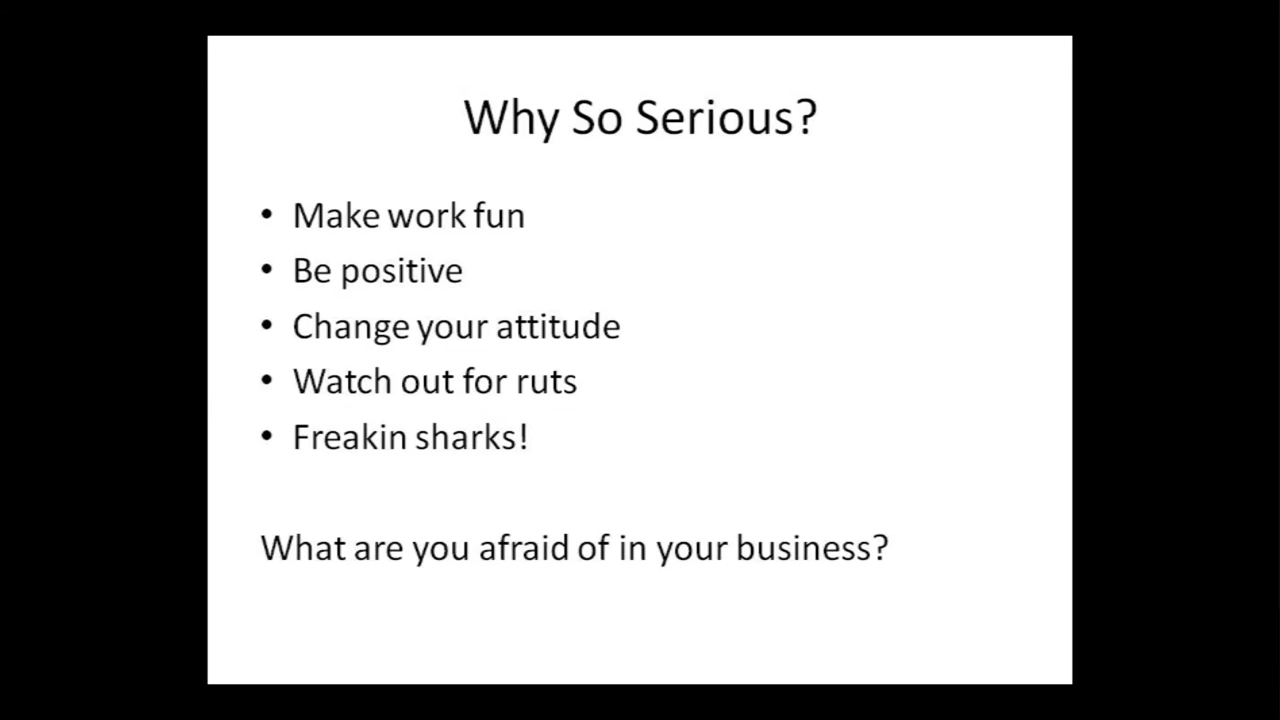 Why So Serious?
• Make work fun
• Be positive
• Change your attitude
• Watch out for ruts
• Freakin sharks!
What are you afraid of in your business?